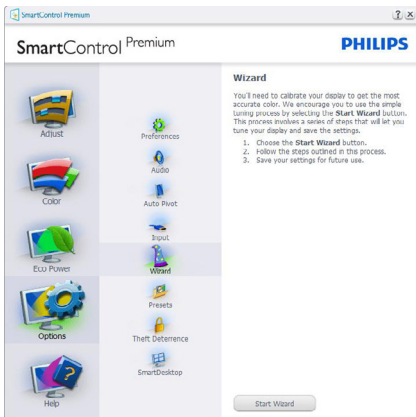 SmartControl Premium
? x
SmartControl Premium
PHILIPS
Adjust
Color
Eco Power
Options
Help
Preferences
Audio
Auto Pivot
Input
Wizard
Presets
Theft Deterrence
SmartDesktop
Wizard
You'll need to calibrate your display to get the most
accurate color. We encourage you to use the simple
tuning process by selecting the Start Wizard button.
This process involves a series of steps that will let you
tune your display and save the settings.
1. Choose the Start Wizard button.
2. Follow the steps outlined in this process.
3. Save your settings for future use.
Start Wizard